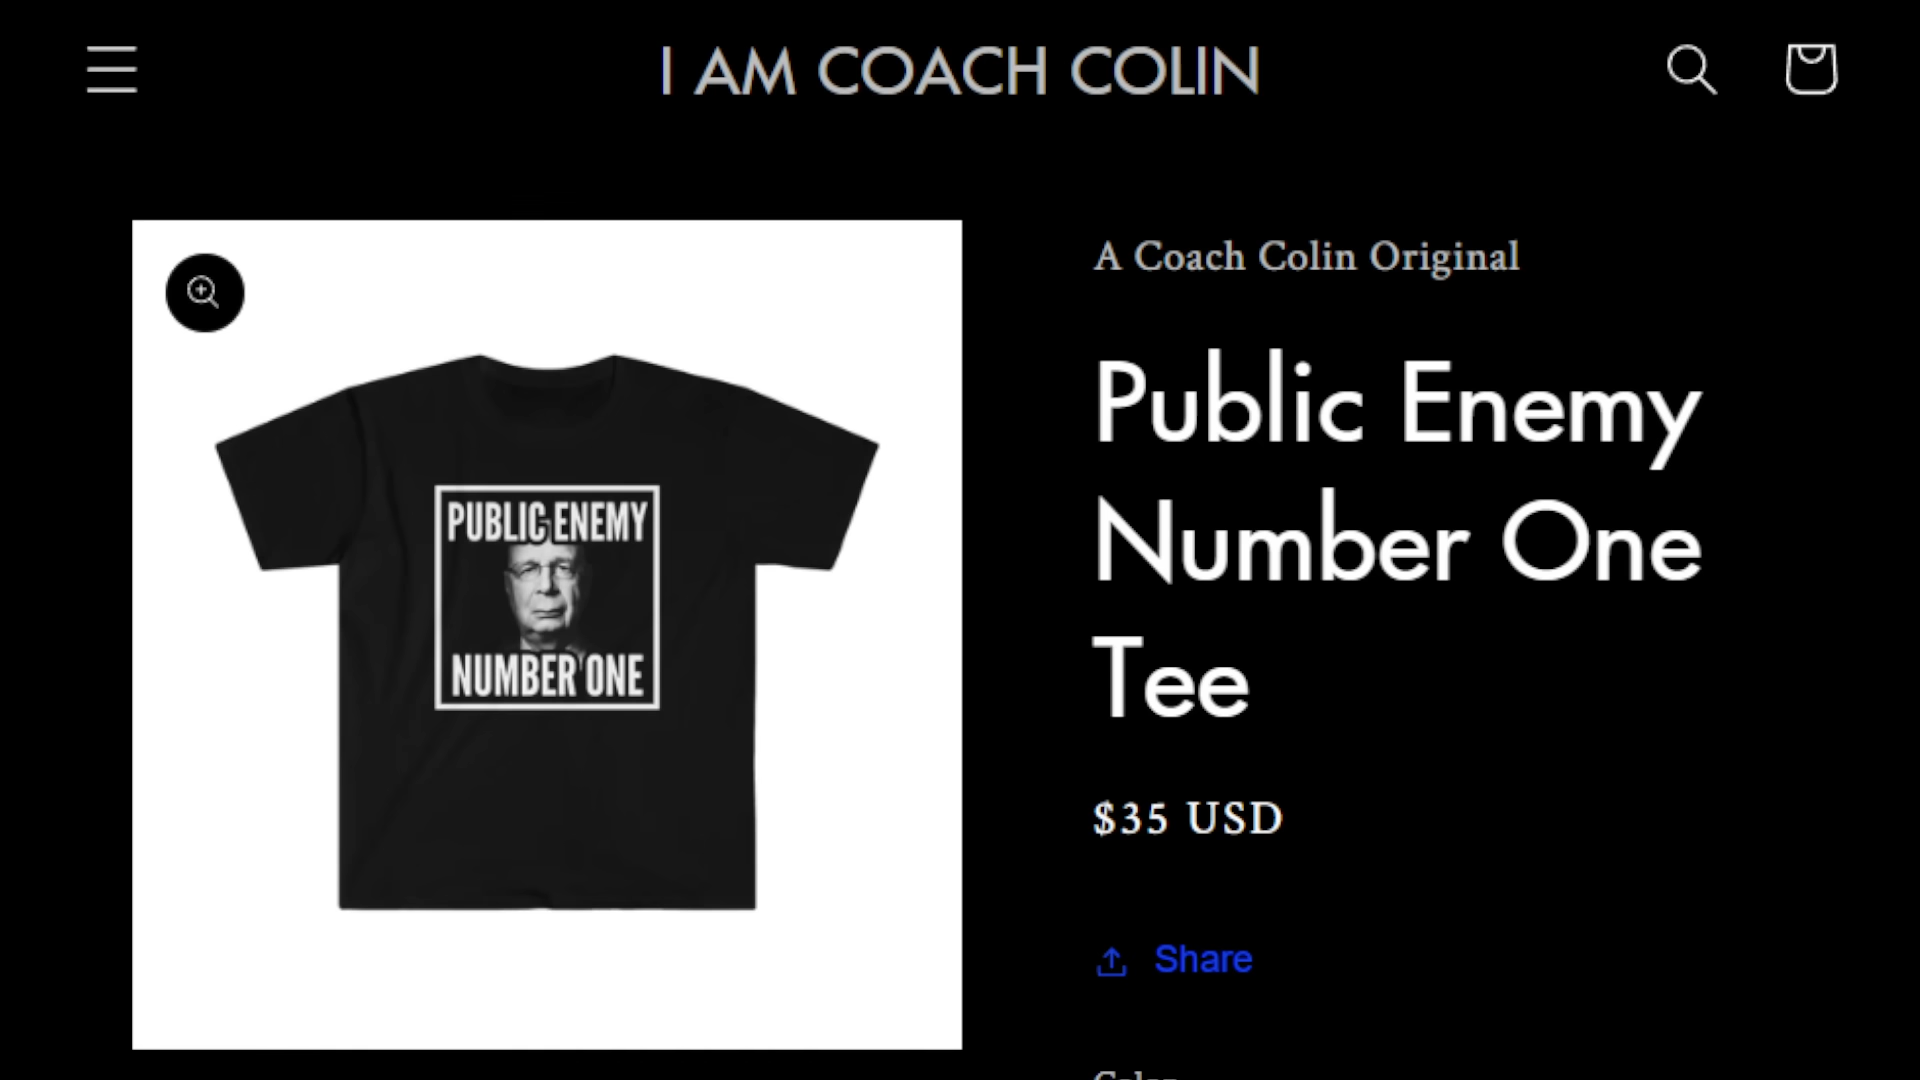 I AM COACH COLIN
A Coach Colin Original
Public Enemy
Number One
Tee
$35 USD
Share
PUBLIC ENEMY
NUMBER ONE